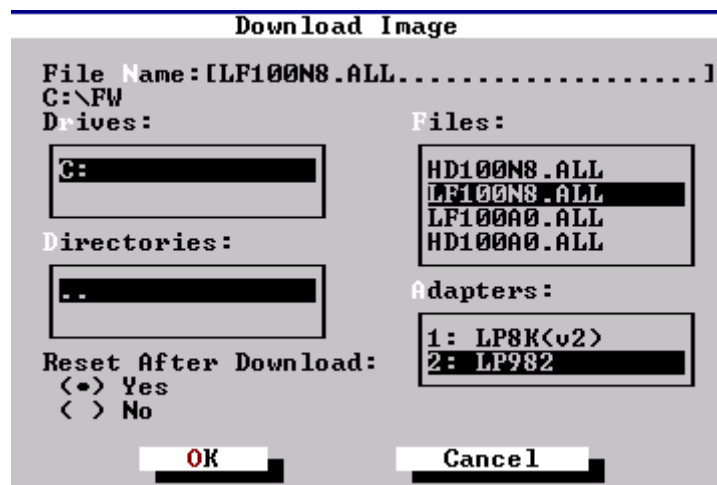 Download Image
File Name:[LF100N8.ALL...................]
C:\FW
Drives:
C:
Directories:
..
Reset After Download:
(•) Yes
( ) No
Files:
HD100N8.ALL
LF100N8.ALL
LF100A0.ALL
HD100A0.ALL
Adapters:
1: LP8K(v2)
2: LP982
OK
Cancel